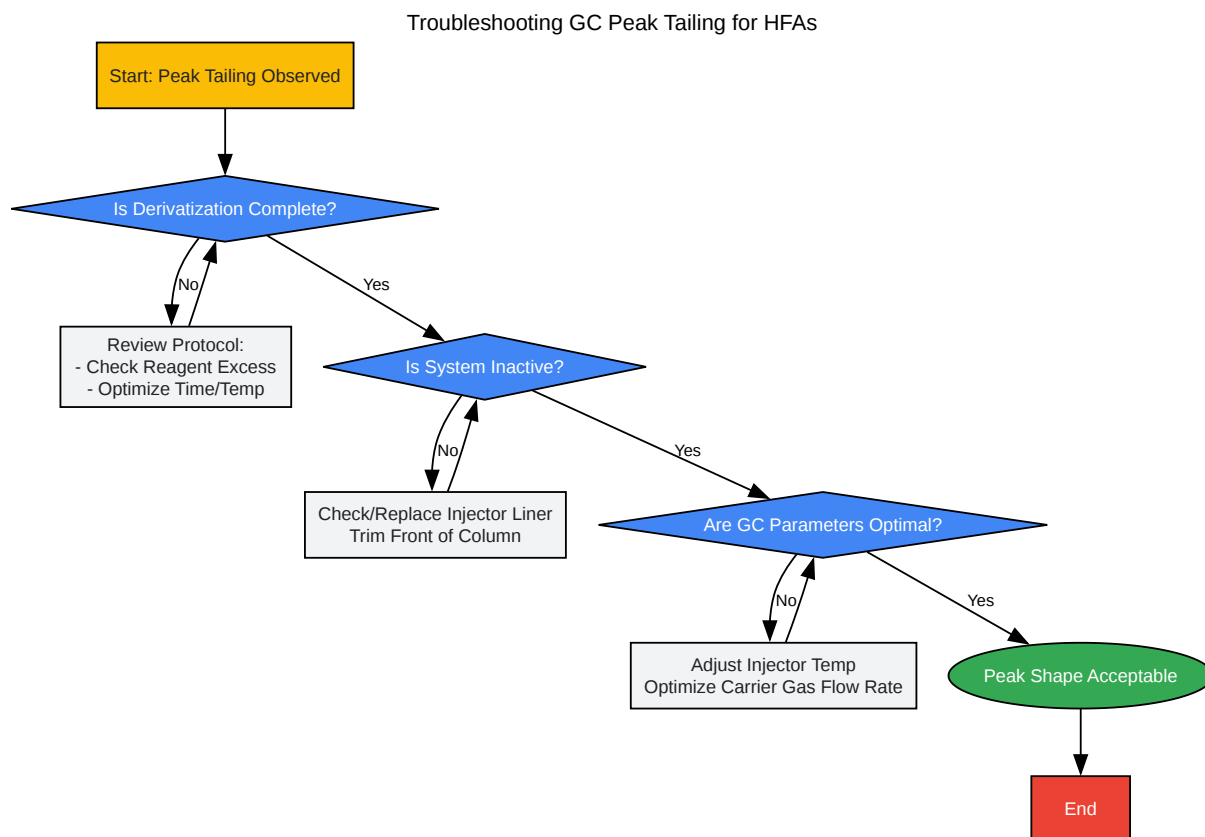 Troubleshooting GC Peak Tailing for HFAs
Start: Peak Tailing Observed
Is Derivatization Complete?
No
Yes
Review Protocol:
- Check Reagent Excess
- Optimize Time/Temp
Is System Inactive?
No
Yes
Check/Replace Injector Liner
Trim Front of Column
Are GC Parameters Optimal?
No
Yes
Adjust Injector Temp
Optimize Carrier Gas Flow Rate
Peak Shape Acceptable
End